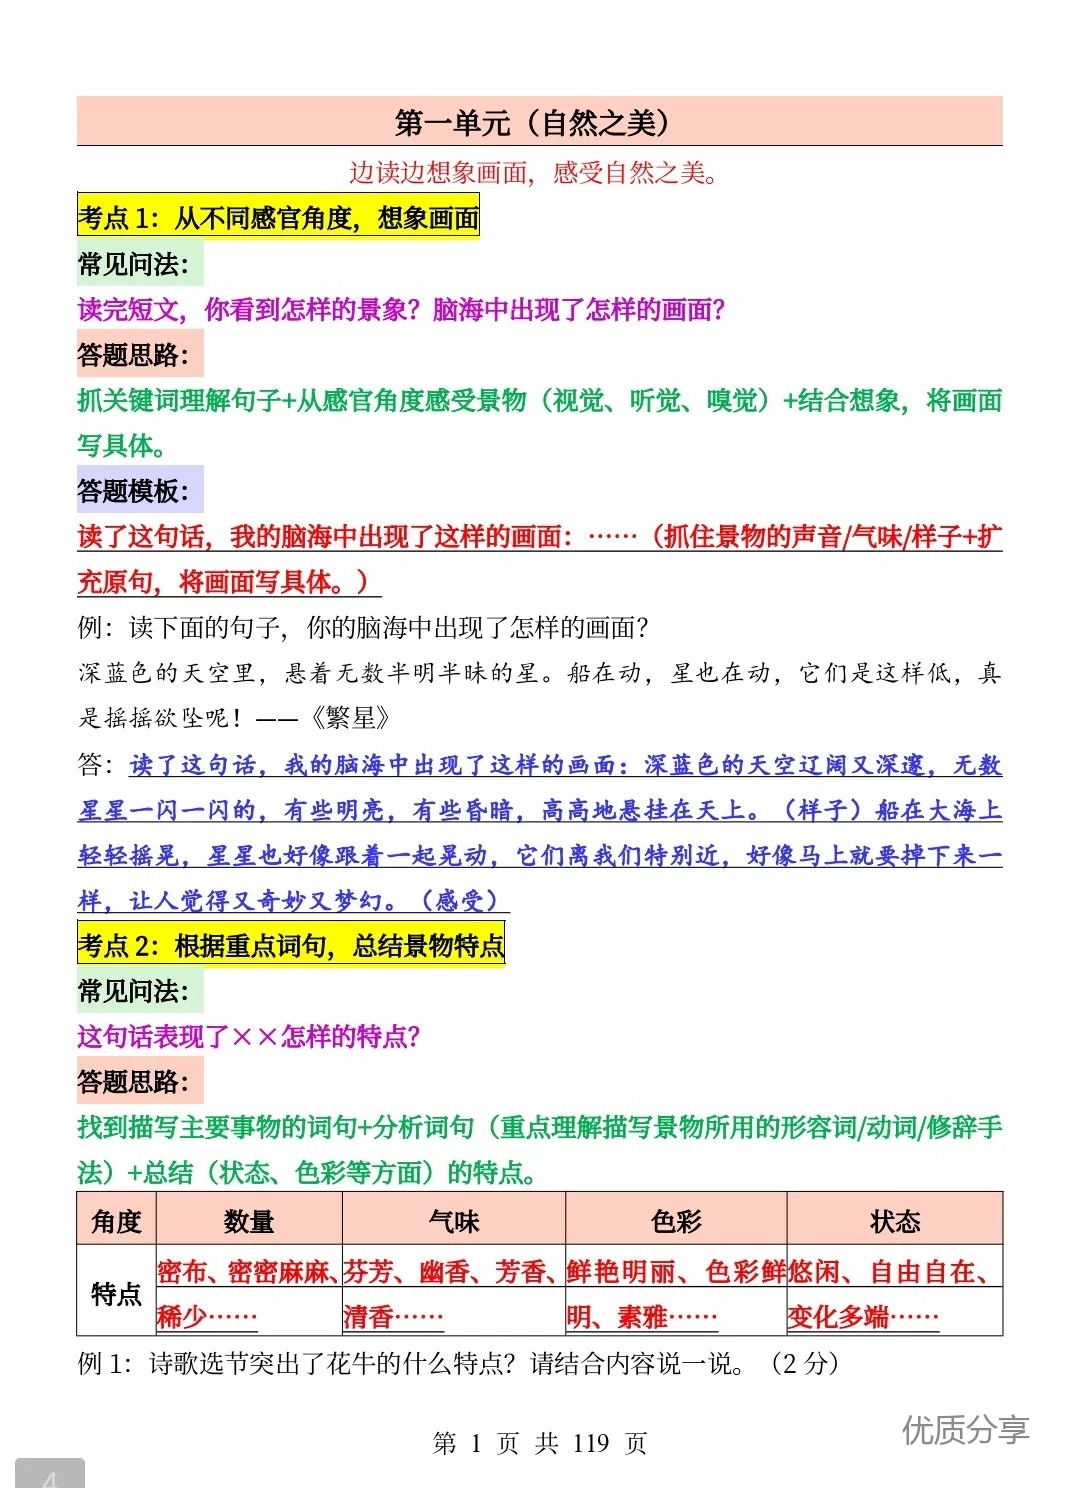 第一单元（自然之美）
边读边想象画面，感受自然之美。
考点 1：从不同感官角度，想象画面
常见问法：
读完短文，你看到怎样的景象？脑海中出现了怎样的画面？
答题思路：
抓关键词理解句子+从感官角度感受景物（视觉、听觉、嗅觉）+结合想象，将画面
写具体。
答题模板：
读了这句话，我的脑海中出现了这样的画面：……（抓住景物的声音/气味/样子+扩
充原句，将画面写具体。）
例：读下面的句子，你的脑海中出现了怎样的画面？
深蓝色的天空里，悬着无数半明半昧的星。船在动，星也在动，它们是这样低，真
是摇摇欲坠呢！——《繁星》
答：读了这句话，我的脑海中出现了这样的画面：深蓝色的天空辽阔又深邃，无数
星星一闪一闪的，有些明亮，有些昏暗，高高地悬挂在天上。（样子）船在大海上
轻轻摇晃，星星也好像跟着一起晃动，它们离我们特别近，好像马上就要掉下来一
样，让人觉得又奇妙又梦幻。（感受）
考点 2：根据重点词句，总结景物特点
常见问法：
这句话表现了××怎样的特点？
答题思路：
找到描写主要事物的词句+分析词句（重点理解描写景物所用的形容词/动词/修辞手
法）+总结（状态、色彩等方面）的特点。
角度 数量 气味 色彩 状态
特点 密布、密密麻麻、 芬芳、幽香、芳香、 鲜艳明丽、色彩鲜 悠闲、自由自在、
稀少…… 清香…… 明、素雅…… 变化多端……
例 1：诗歌选节突出了花牛的什么特点？请结合内容说一说。（2 分）
优质分享
第 1 页 共 119 页
4